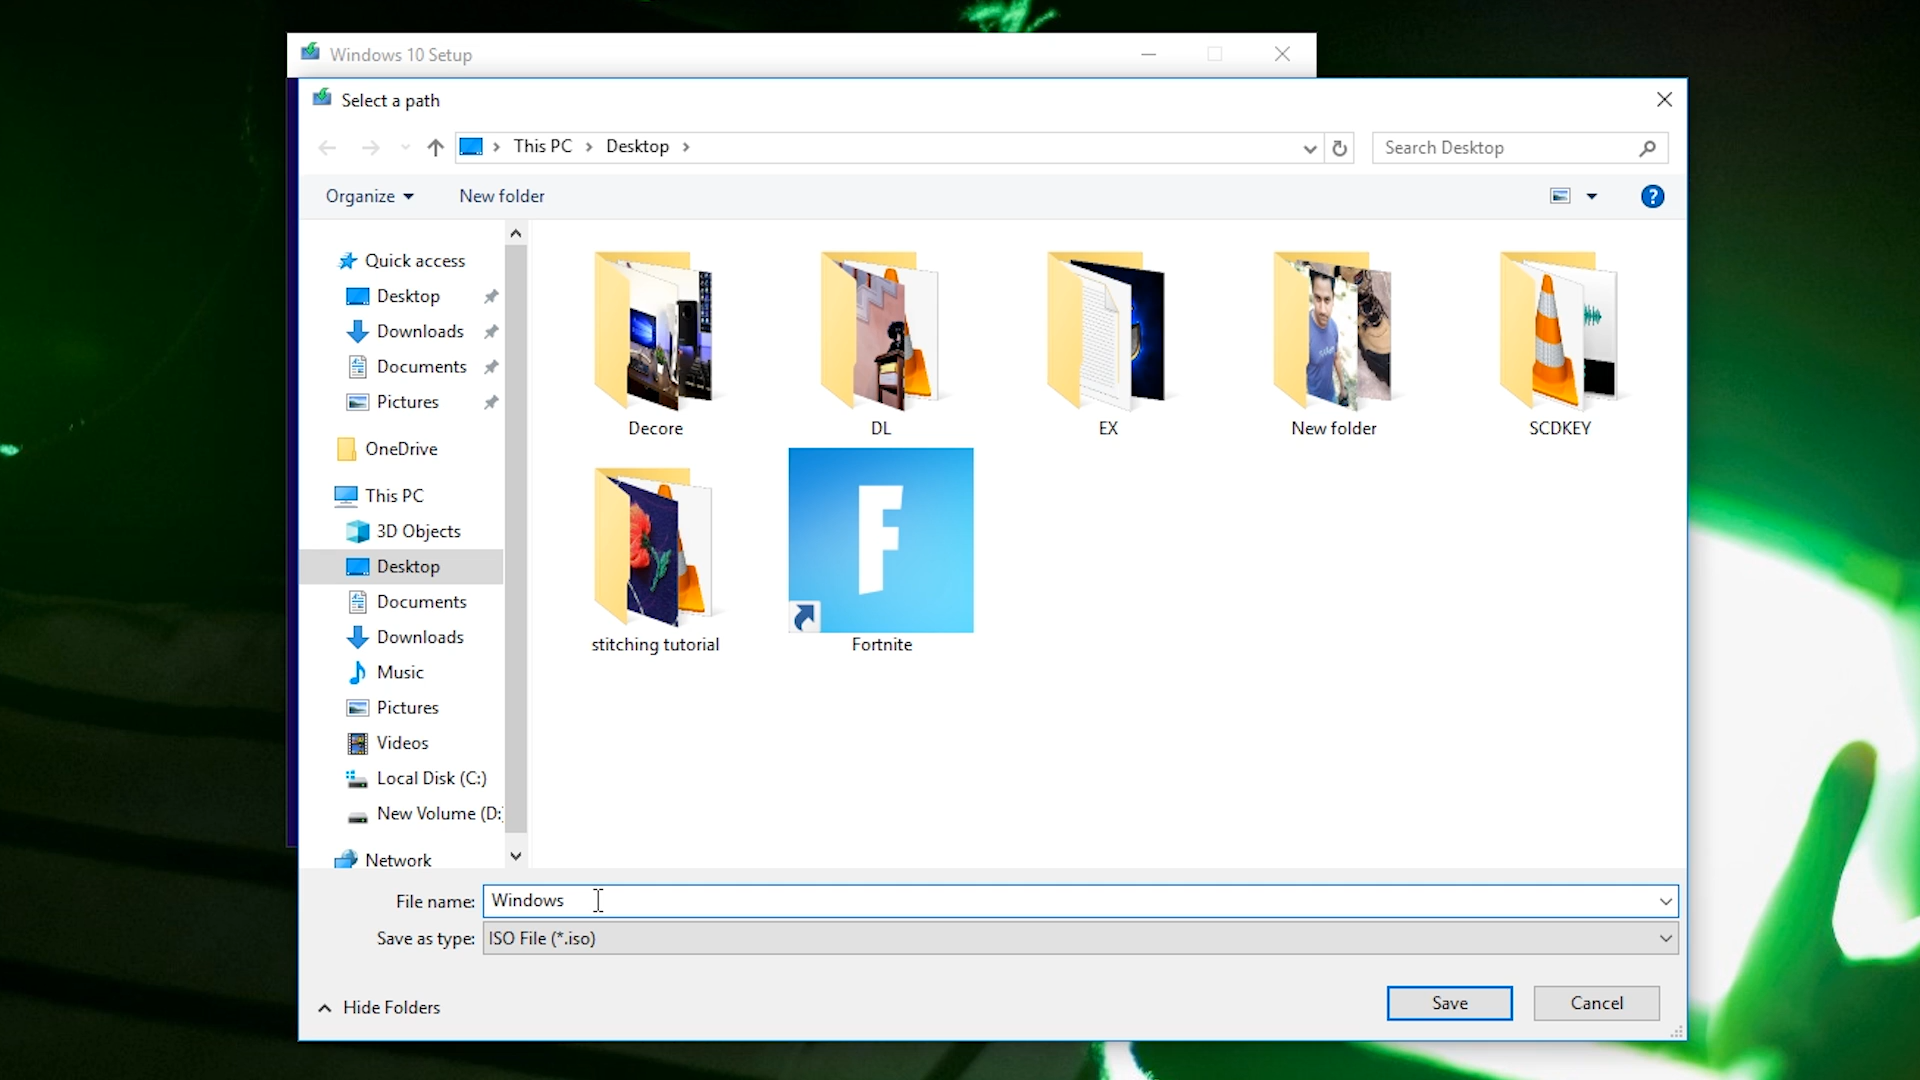 Windows 10 Setup
Select a path
This PC
Desktop
Search Desktop
Organize
New folder
?
Quick access
Desktop
Downloads
Documents
Pictures
OneDrive
This PC
3D Objects
Desktop
Documents
Downloads
Music
Pictures
Videos
Local Disk (C:)
New Volume (D:
Network
Decore
DL
EX
New folder
SCDKEY
F
stitching tutorial
Fortnite
File name:
Windows
Save as type:
ISO File (*.iso)
Hide Folders
Save
Cancel